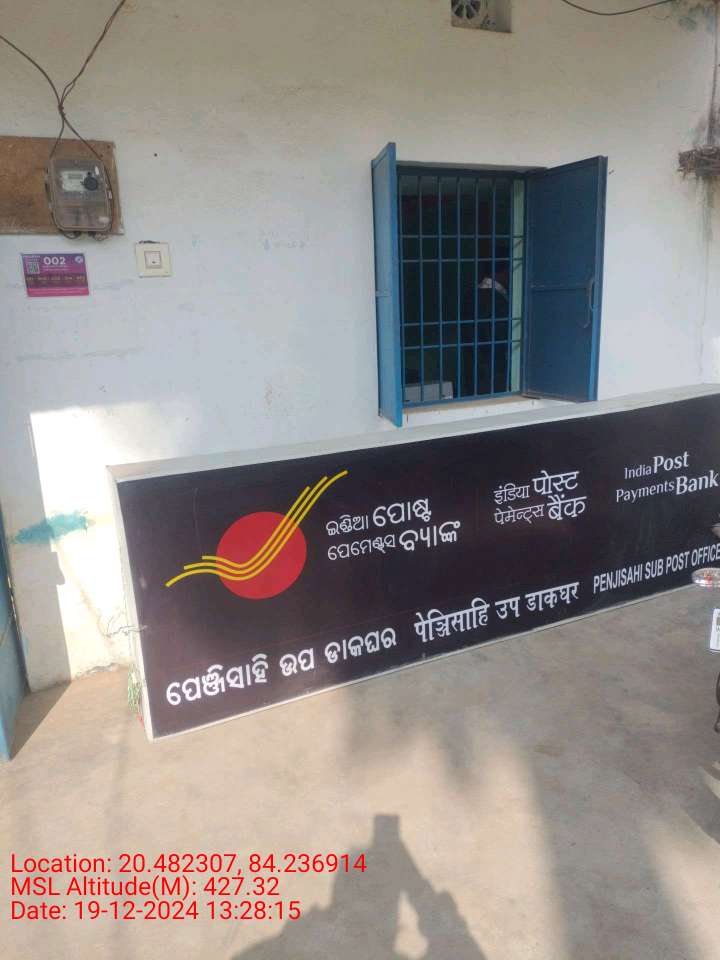 002
ଇଣ୍ଡିଆ ପୋଷ୍ଟ
ପେମେଣ୍ଟସ ବ୍ୟାଙ୍କ
इंडिया पोस्ट
पेमेन्ट्स बैंक
India Post
Payments Bank
ପେଞ୍ଜିସାହି ଉପ ଡାକଘର पेञ्जिसाहि उप डाकघर PENJISAHI SUB POST OFFICE
Location: 20.482307, 84.236914
MSL Altitude(M): 427.32
Date: 19-12-2024 13:28:15